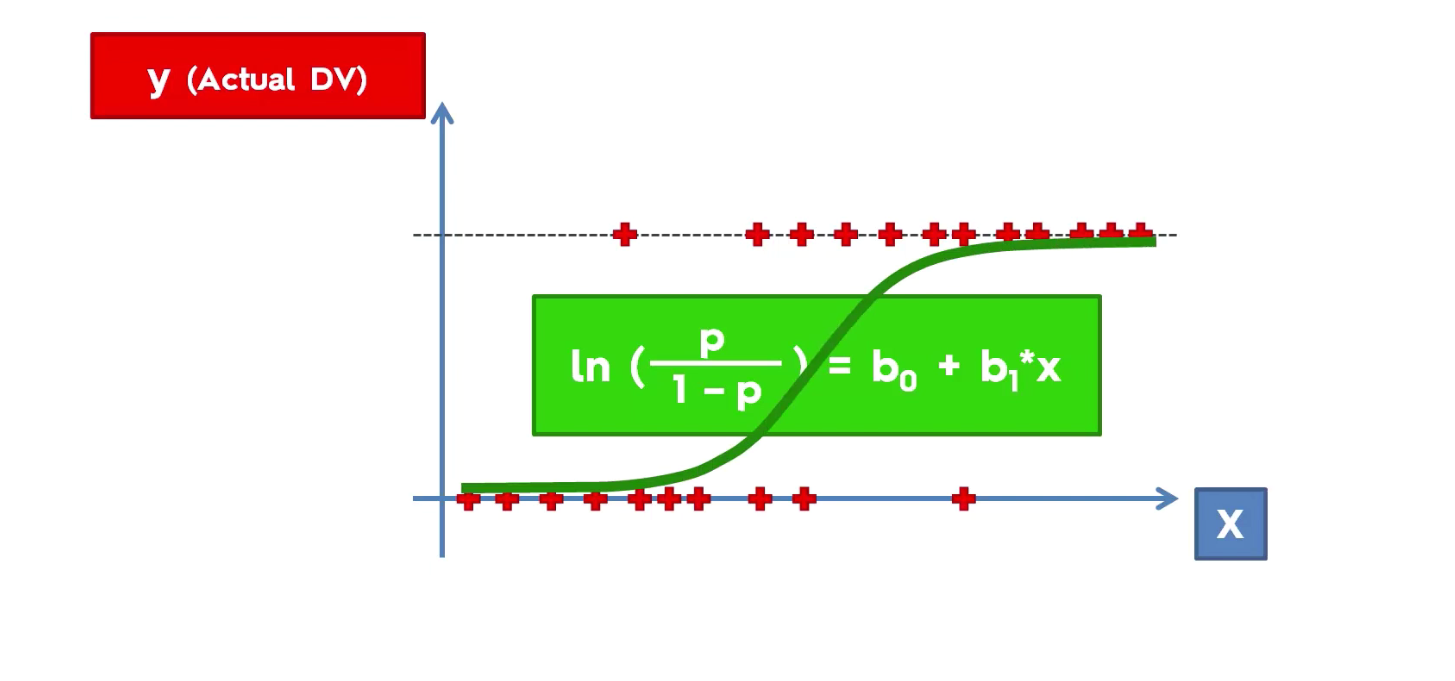 y (Actual DV)
ln ( p / 1 - p ) = b₀ + b₁*x
X